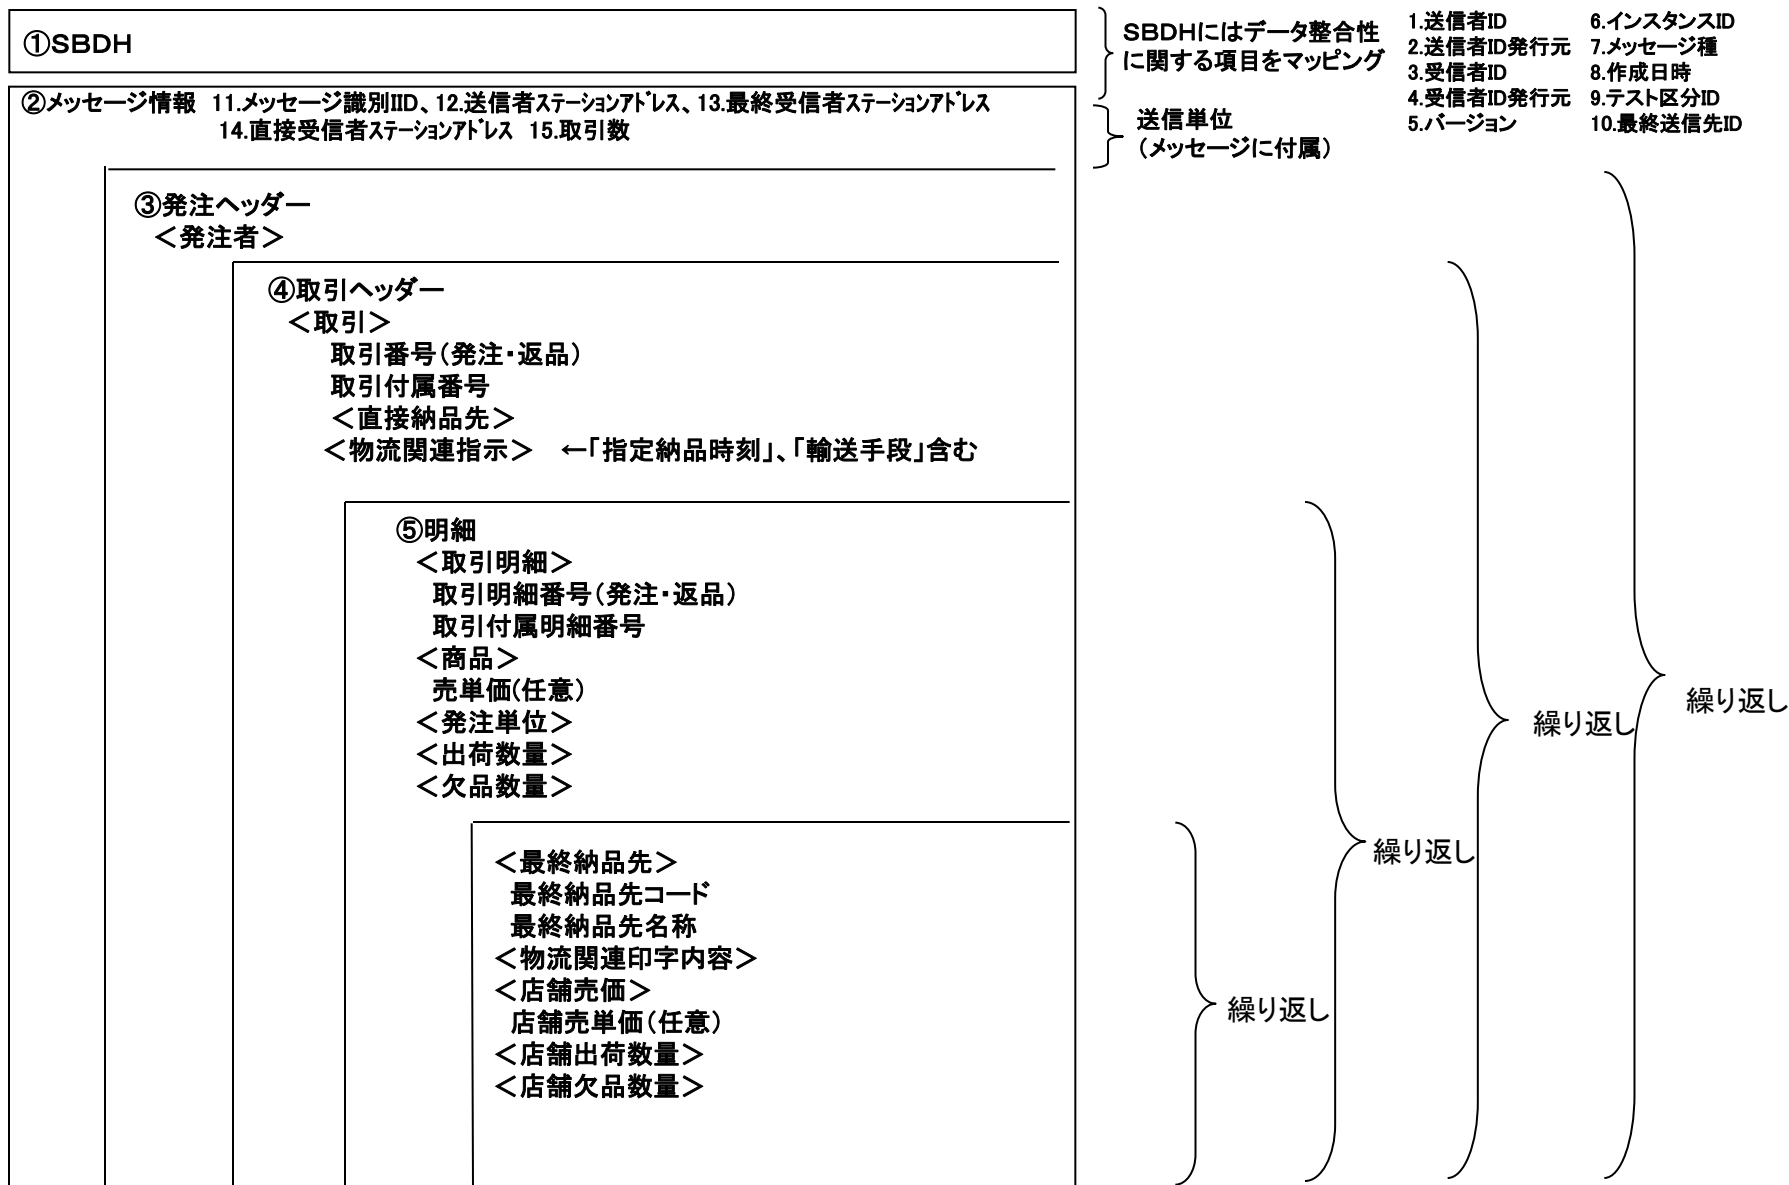 ①SBDH
SBDHにはデータ整合性
に関する項目をマッピング
1.送信者ID
2.送信者ID発行元
3.受信者ID
4.受信者ID発行元
5.バージョン
6.インスタンスID
7.メッセージ種
8.作成日時
9.テスト区分ID
10.最終送信先ID
②メッセージ情報 11.メッセージ識別IID、12.送信者ステーションアドレス、13.最終受信者ステーションアドレス
14.直接受信者ステーションアドレス 15.取引数
送信単位
(メッセージに付属)
③発注ヘッダー
＜発注者＞
④取引ヘッダー
＜取引＞
取引番号(発注・返品)
取引付属番号
＜直接納品先＞
＜物流関連指示＞ ←「指定納品時刻」、「輸送手段」含む
⑤明細
＜取引明細＞
取引明細番号(発注・返品)
取引付属明細番号
＜商品＞
売単価(任意)
＜発注単位＞
＜出荷数量＞
＜欠品数量＞
＜最終納品先＞
最終納品先コード
最終納品先名称
＜物流関連印字内容＞
＜店舗売価＞
店舗売単価(任意)
＜店舗出荷数量＞
＜店舗欠品数量＞
繰り返し
繰り返し
繰り返し
繰り返し